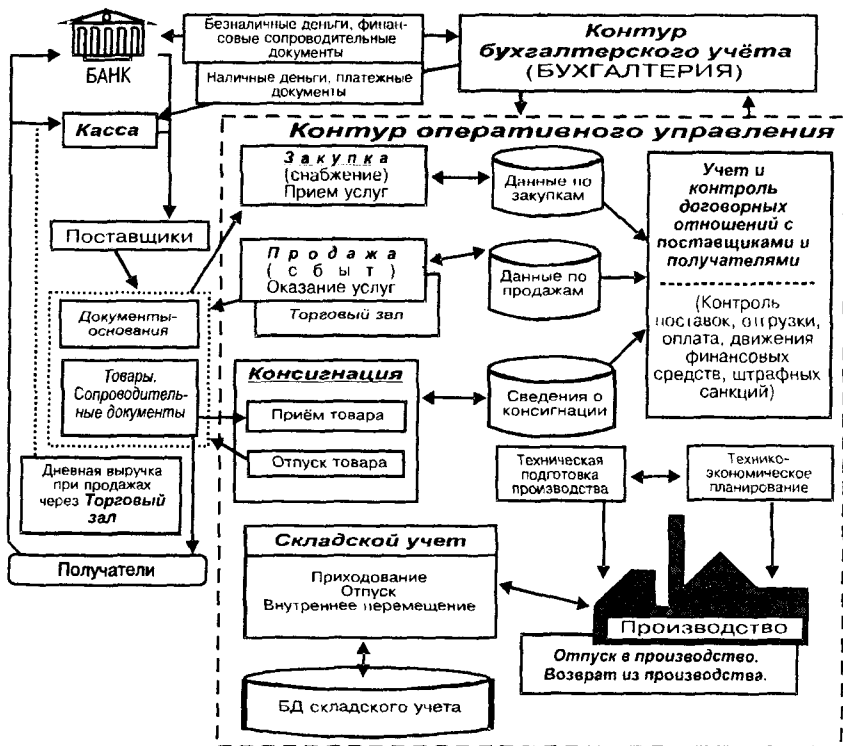 Безналичные деньги, финан-
совые сопроводительные
документы
БАНК
Наличные деньги, платежные
документы
Контур
бухгалтерского учёта
(БУХГАЛТЕРИЯ)
Касса
Контур оперативного управления
Закупка
(снабжение)
Прием услуг
Данные по
закупкам
Учет и
контроль
договорных
отношений с
поставщиками и
получателями
(Контроль
поставок, отгрузки,
оплата, движения
финансовых
средств, штрафных
санкций)
Поставщики
Продажа
(сбыт)
Оказание услуг
Торговый звл
Данные по
продажам
Документы-
основания
Товары.
Сопроводитель-
ные документы
Консигнация
Приём товара
Отпуск товара
Сведения о
консигнации
Дневная выручка
при продажах
через Торговый
зал
Техническая
подготовка
производства
Технико-
экономическое
планирование
Получатели
Складской учет
Приходование
Отпуск
Внутреннее перемещение
Производство
Отпуск в производство.
Возврат из производства.
БД складского учета